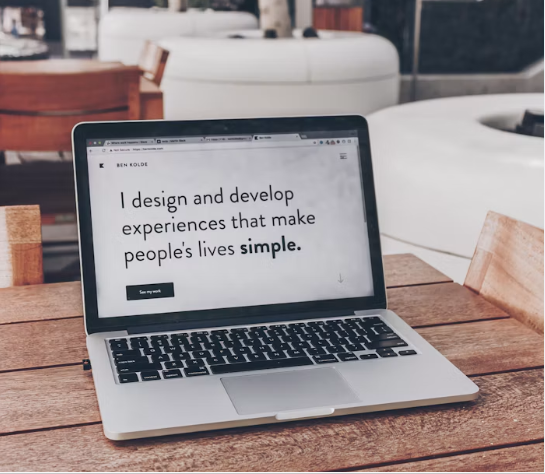 BEN KOLDE
I design and develop
experiences that make
people's lives simple.
See my work